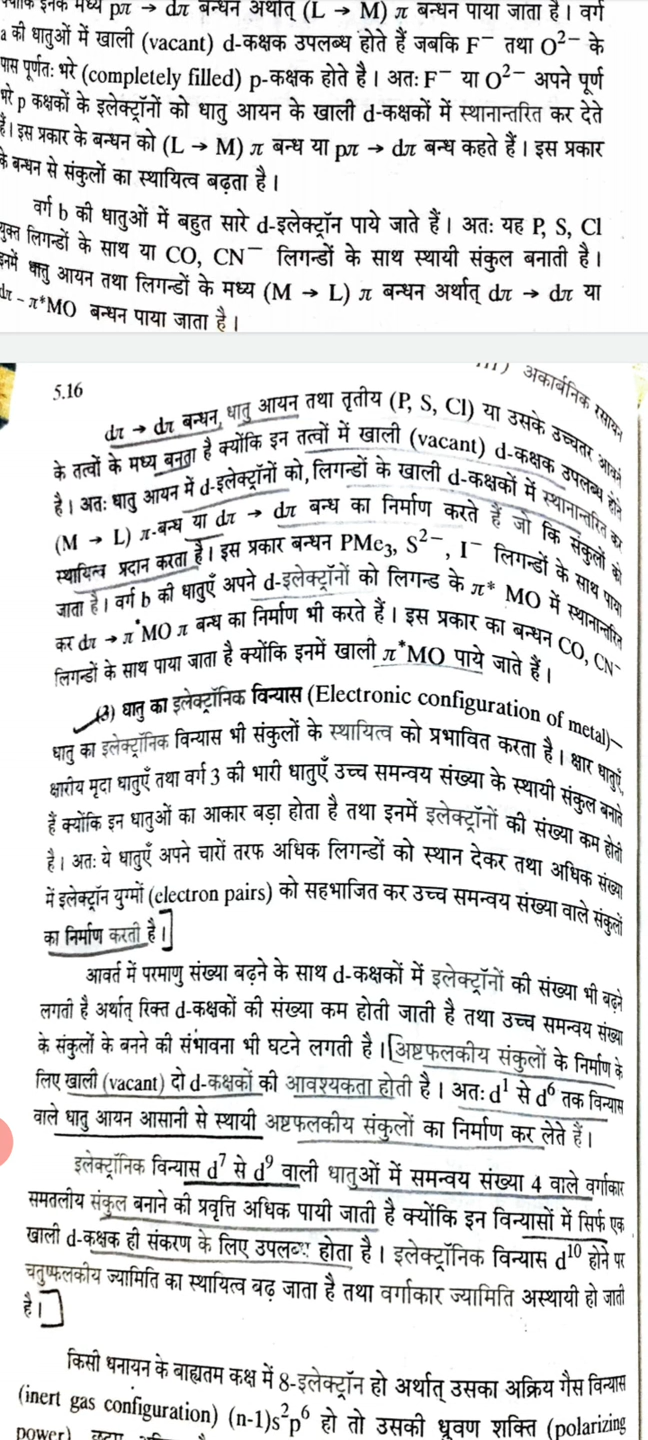 क्योंकि इनके मध्य pπ → dπ बन्धन अर्थात् (L → M) π बन्धन पाया जाता है। वर्ग
a की धातुओं में खाली (vacant) d-कक्षक उपलब्ध होते हैं जबकि F⁻ तथा O²⁻ के
पास पूर्णतः भरे (completely filled) p-कक्षक होते है। अतः F⁻ या O²⁻ अपने पूर्ण
भरे p कक्षकों के इलेक्ट्रॉनों को धातु आयन के खाली d-कक्षकों में स्थानान्तरित कर देते
हैं। इस प्रकार के बन्धन को (L → M) π बन्ध या pπ → dπ बन्ध कहते हैं। इस प्रकार
के बन्धन से संकुलों का स्थायित्व बढ़ता है।
वर्ग b की धातुओं में बहुत सारे d-इलेक्ट्रॉन पाये जाते हैं। अतः यह P, S, Cl
युक्त लिगन्डों के साथ या CO, CN⁻ लिगन्डों के साथ स्थायी संकुल बनाती है।
इनमें धातु आयन तथा लिगन्डों के मध्य (M → L) π बन्धन अर्थात् dπ → dπ या
dπ – π*MO बन्धन पाया जाता है।
5.16
अकार्बनिक रसायन
dπ → dπ बन्धन, धातु आयन तथा तृतीय (P, S, Cl) या उसके उच्चतर आवर्त
के तत्वों के मध्य बनता है क्योंकि इन तत्वों में खाली (vacant) d-कक्षक उपलब्ध होते
है। अतः धातु आयन में d-इलेक्ट्रॉनों को, लिगन्डों के खाली d-कक्षकों में स्थानान्तरित कर
(M → L) π-बन्ध या dπ → dπ बन्ध का निर्माण करते हैं जो कि संकुलों को
स्थायित्व प्रदान करता है। इस प्रकार बन्धन PMe₃, S²⁻, I⁻ लिगन्डों के साथ पाया
जाता है। वर्ग b की धातुएँ अपने d-इलेक्ट्रोनों को लिगन्ड के π* MO में स्थानान्तरित
कर dπ → π*MO π बन्ध का निर्माण भी करते हैं। इस प्रकार का बन्धन CO, CN⁻
लिगन्डों के साथ पाया जाता है क्योंकि इनमें खाली π*MO पाये जाते हैं।
(3) धातु का इलेक्ट्रॉनिक विन्यास (Electronic configuration of metal)–
धातु का इलेक्ट्रॉनिक विन्यास भी संकुलों के स्थायित्व को प्रभावित करता है। क्षार धातुएँ,
क्षारीय मृदा धातुएँ तथा वर्ग 3 की भारी धातुएँ उच्च समन्वय संख्या के स्थायी संकुल बनाते
हैं क्योंकि इन धातुओं का आकार बड़ा होता है तथा इनमें इलेक्ट्रॉनों की संख्या कम होती
है। अतः ये धातुएँ अपने चारों तरफ अधिक लिगन्डों को स्थान देकर तथा अधिक संख्या
में इलेक्ट्रॉन युग्मों (electron pairs) को सहभाजित कर उच्च समन्वय संख्या वाले संकुलों
का निर्माण करती है।]
आवर्त में परमाणु संख्या बढ़ने के साथ d-कक्षकों में इलेक्ट्रॉनों की संख्या भी बढ़ने
लगती है अर्थात् रिक्त d-कक्षकों की संख्या कम होती जाती है तथा उच्च समन्वय संख्या
के संकुलों के बनने की संभावना भी घटने लगती है। [अष्टफलकीय संकुलों के निर्माण के
लिए खाली (vacant) दो d-कक्षकों की आवश्यकता होती है। अतः d¹ से d⁶ तक विन्यास
वाले धातु आयन आसानी से स्थायी अष्टफलकीय संकुलों का निर्माण कर लेते हैं।
इलेक्ट्रॉनिक विन्यास d⁷ से d⁹ वाली धातुओं में समन्वय संख्या 4 वाले वर्गाकार
समतलीय संकुल बनाने की प्रवृत्ति अधिक पायी जाती है क्योंकि इन विन्यासों में सिर्फ एक
खाली d-कक्षक ही संकरण के लिए उपलब्ध होता है। इलेक्ट्रॉनिक विन्यास d¹⁰ होने पर
चतुष्फलकीय ज्यामिति का स्थायित्व बढ़ जाता है तथा वर्गाकार ज्यामिति अस्थायी हो जाती
है।]
किसी धनायन के बाह्यतम कक्ष में 8-इलेक्ट्रॉन हो अर्थात् उसका अक्रिय गैस विन्यास
(inert gas configuration) (n-1)s²p⁶ हो तो उसकी ध्रुवण शक्ति (polarizing
power)